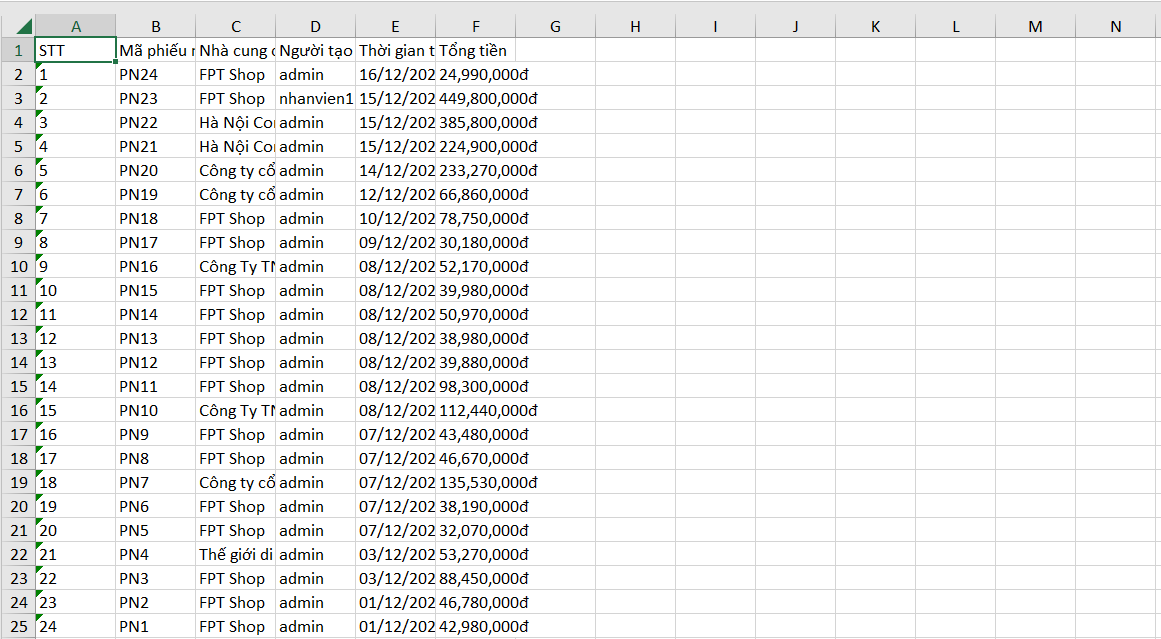 A B C D E F G H I J K L M N
1 STT Mã phiếu Nhà cung Người tạo Thời gian Tổng tiền
2 1 PN24 FPT Shop admin 16/12/202 24,990,000đ
3 2 PN23 FPT Shop nhanvien1 15/12/202 449,800,000đ
4 3 PN22 Hà Nội admin 15/12/202 385,800,000đ
5 4 PN21 Hà Nội admin 15/12/202 224,900,000đ
6 5 PN20 Công ty cổ admin 14/12/202 233,270,000đ
7 6 PN19 Công ty cổ admin 12/12/202 66,860,000đ
8 7 PN18 FPT Shop admin 10/12/202 78,750,000đ
9 8 PN17 FPT Shop admin 09/12/202 30,180,000đ
10 9 PN16 Công Ty admin 08/12/202 52,170,000đ
11 10 PN15 FPT Shop admin 08/12/202 39,980,000đ
12 11 PN14 FPT Shop admin 08/12/202 50,970,000đ
13 12 PN13 FPT Shop admin 08/12/202 38,980,000đ
14 13 PN12 FPT Shop admin 08/12/202 39,880,000đ
15 14 PN11 FPT Shop admin 08/12/202 98,300,000đ
16 15 PN10 Công Ty admin 08/12/202 112,440,000đ
17 16 PN9 FPT Shop admin 07/12/202 43,480,000đ
18 17 PN8 FPT Shop admin 07/12/202 46,670,000đ
19 18 PN7 Công ty cổ admin 07/12/202 135,530,000đ
20 19 PN6 FPT Shop admin 07/12/202 38,190,000đ
21 20 PN5 FPT Shop admin 07/12/202 32,070,000đ
22 21 PN4 Thế giới di admin 03/12/202 53,270,000đ
23 22 PN3 FPT Shop admin 03/12/202 88,450,000đ
24 23 PN2 FPT Shop admin 01/12/202 46,780,000đ
25 24 PN1 FPT Shop admin 01/12/202 42,980,000đ